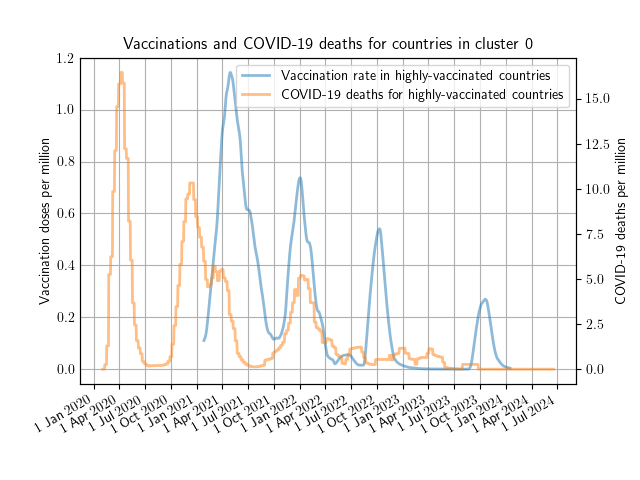 Vaccinations and COVID-19 deaths for countries in cluster 0
Vaccination rate in highly-vaccinated countries
COVID-19 deaths for highly-vaccinated countries
Vaccination doses per million
1.2
1.0
0.8
0.6
0.4
0.2
0.0
COVID-19 deaths per million
15.0
12.5
10.0
7.5
5.0
2.5
0.0
1 Jan 2020
1 Apr 2020
1 Jul 2020
1 Oct 2020
1 Jan 2021
1 Apr 2021
1 Jul 2021
1 Oct 2021
1 Jan 2022
1 Apr 2022
1 Jul 2022
1 Oct 2022
1 Jan 2023
1 Apr 2023
1 Jul 2023
1 Oct 2023
1 Jan 2024
1 Apr 2024
1 Jul 2024